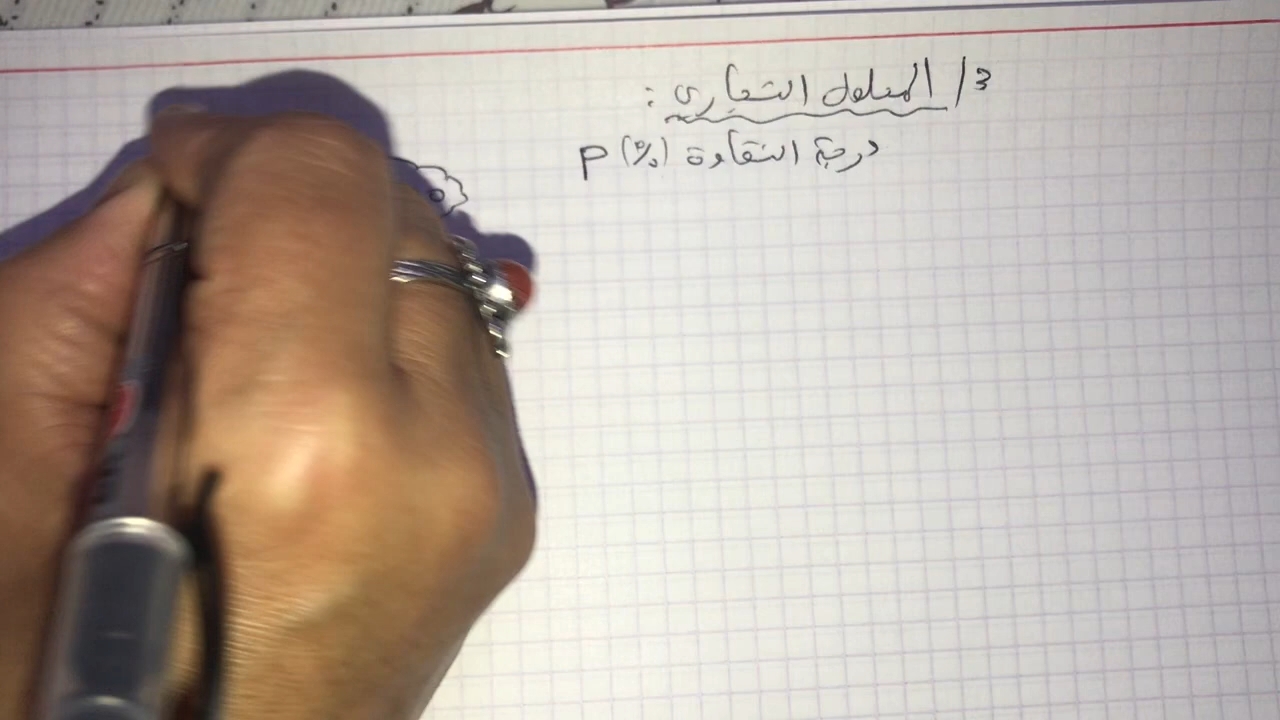 3/ المحلول التجاري :
درجة النقاوة (%) P